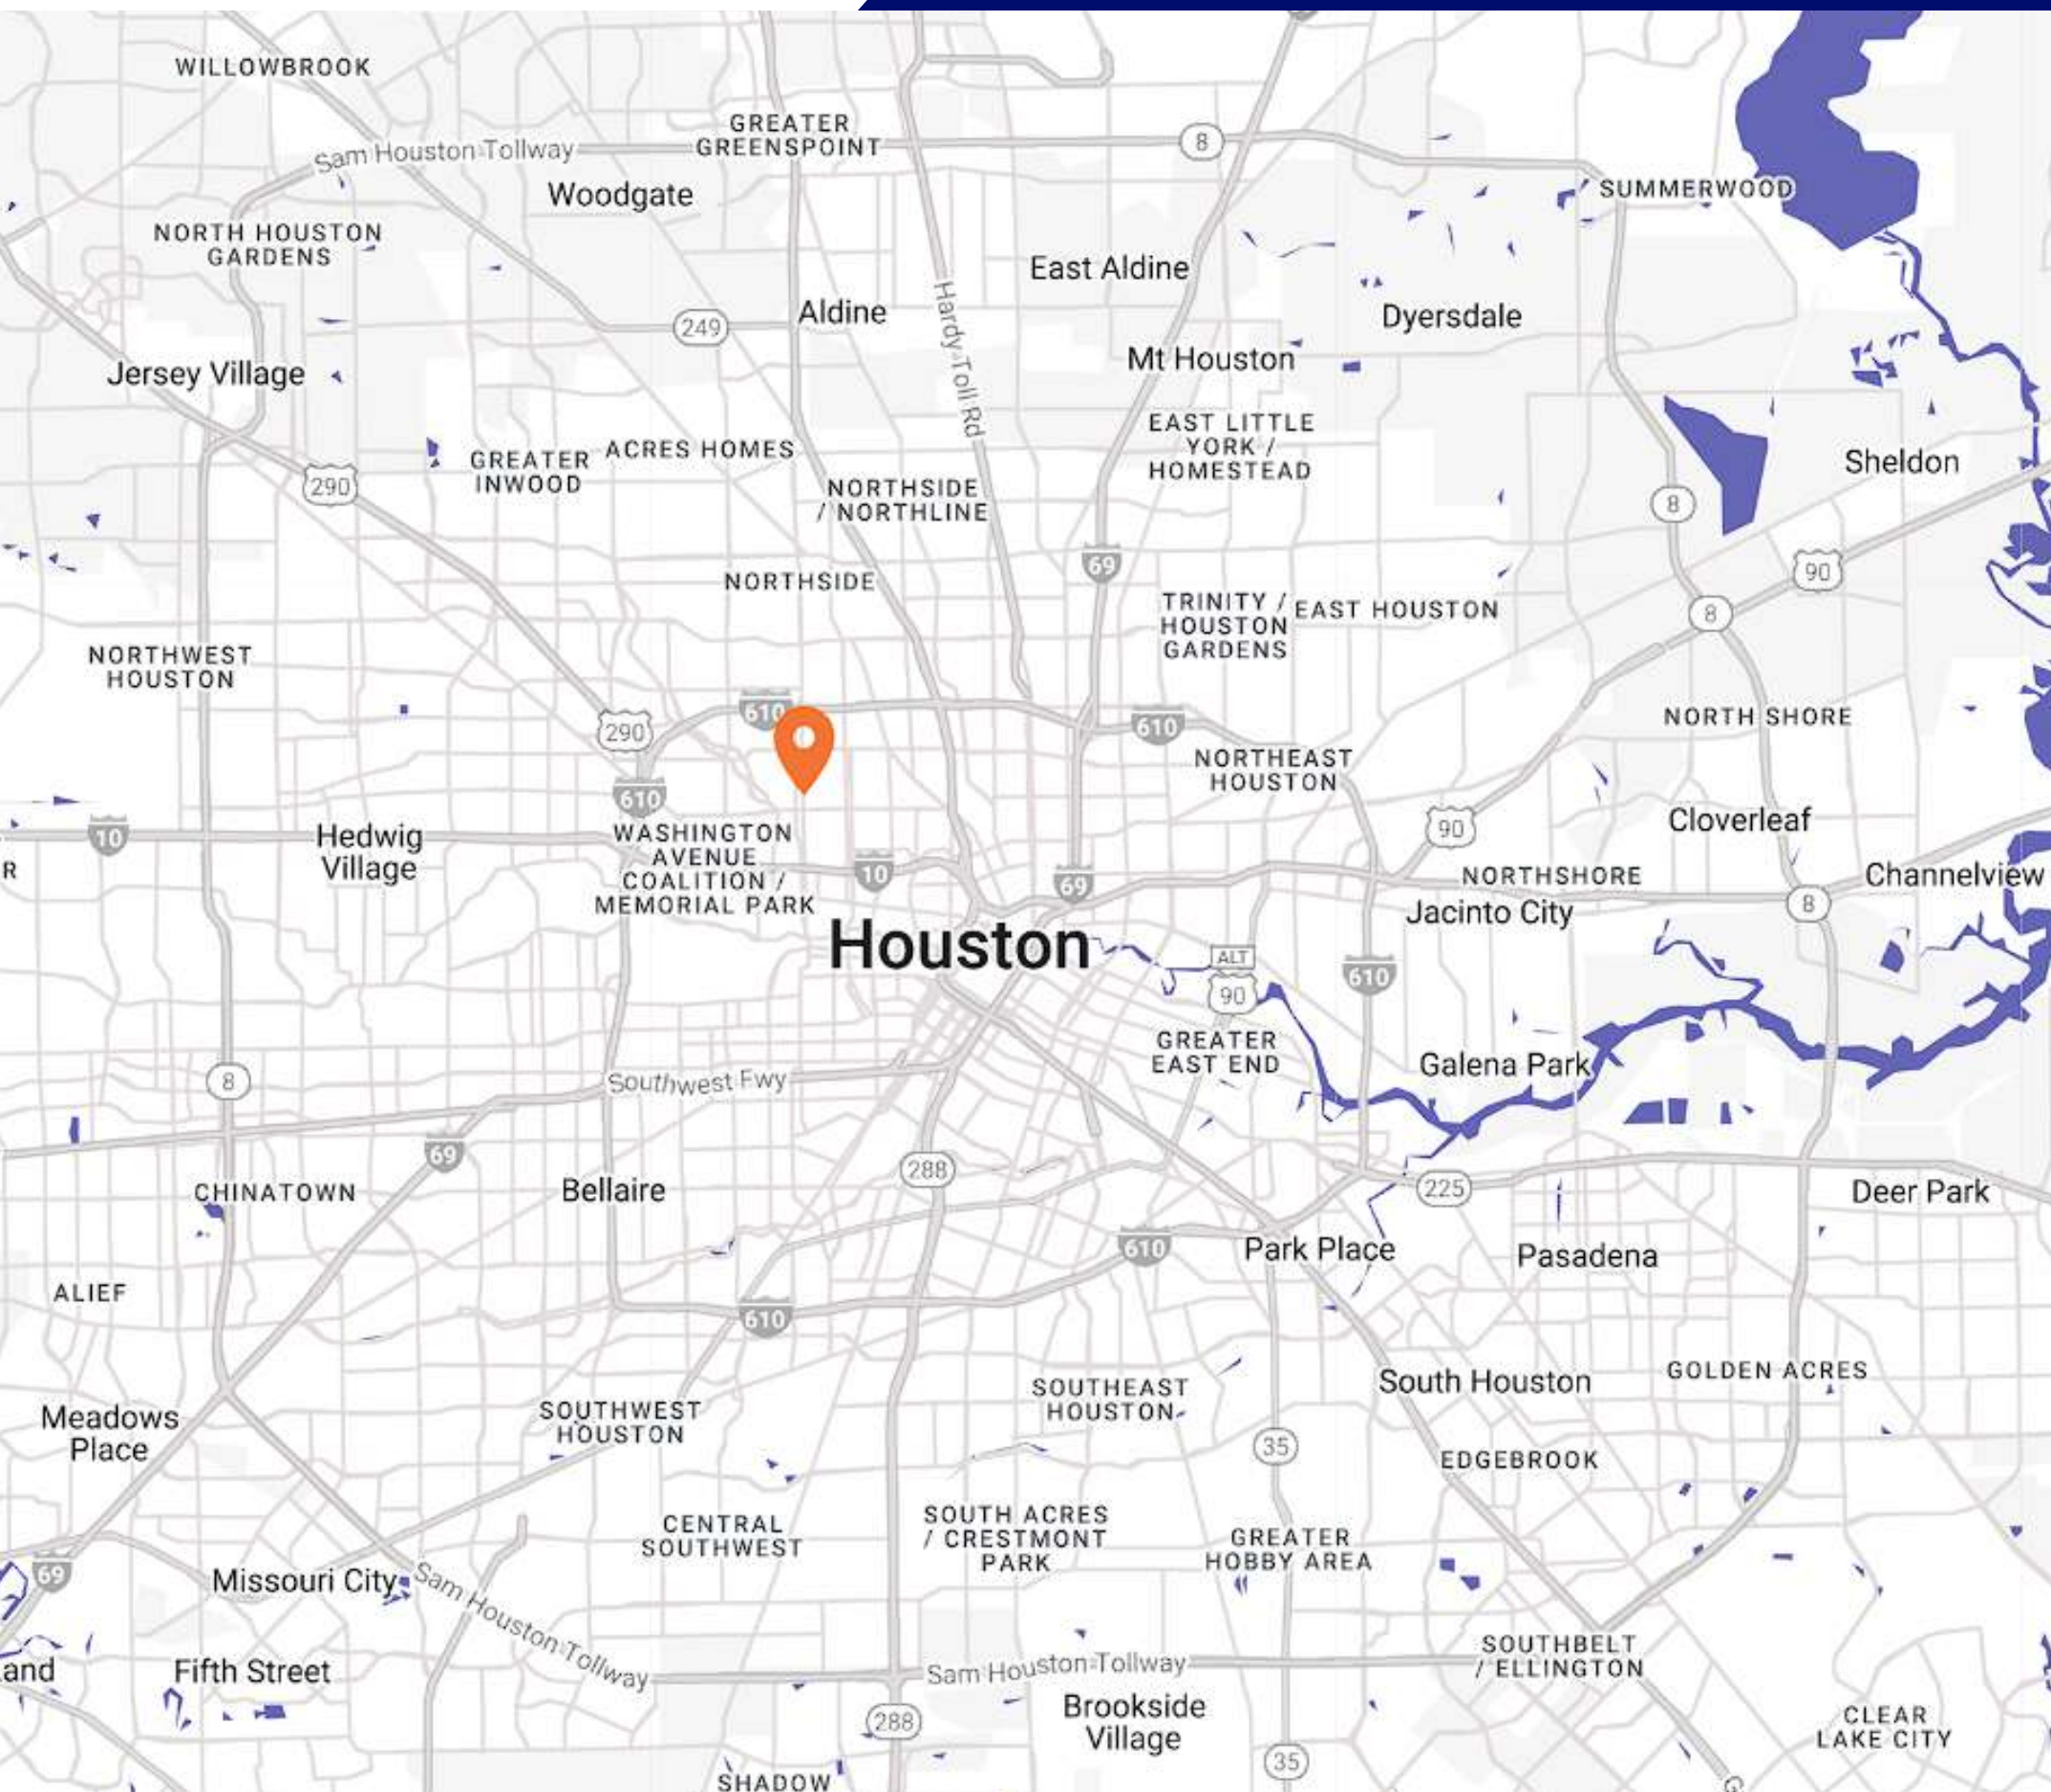 WILLOWBROOK
GREATER
GREENSPOINT
Sam Houston Tollway
8
Woodgate
SUMMERWOOD
NORTH HOUSTON
GARDENS
East Aldine
Hardy Toll Rd
Aldine
249
Dyersdale
Mt Houston
Jersey Village
EAST LITTLE
YORK /
HOMESTEAD
ACRES HOMES
GREATER
INWOOD
Sheldon
290
NORTHSIDE
/ NORTHLINE
8
69
90
NORTHSIDE
TRINITY /
HOUSTON
GARDENS
EAST HOUSTON
8
NORTHWEST
HOUSTON
610
290
610
NORTH SHORE
NORTHEAST
HOUSTON
610
10
Hedwig
Village
WASHINGTON
AVENUE
COALITION /
MEMORIAL PARK
90
Cloverleaf
R
10
69
NORTHSHORE
Channelview
8
Jacinto City
Houston
ALT
90
610
GREATER
EAST END
Galena Park
8
Southwest Fwy
69
288
225
CHINATOWN
Bellaire
Deer Park
610
Park Place
Pasadena
ALIEF
610
SOUTHEAST
HOUSTON
South Houston
GOLDEN ACRES
Meadows
Place
SOUTHWEST
HOUSTON
35
EDGEBROOK
CENTRAL
SOUTHWEST
SOUTH ACRES
/ CRESTMONT
PARK
GREATER
HOBBY AREA
69
Missouri City
Sam Houston Tollway
and
Fifth Street
Sam Houston Tollway
SOUTHBELT
/ ELLINGTON
288
Brookside
Village
CLEAR
LAKE CITY
35
SHADOW